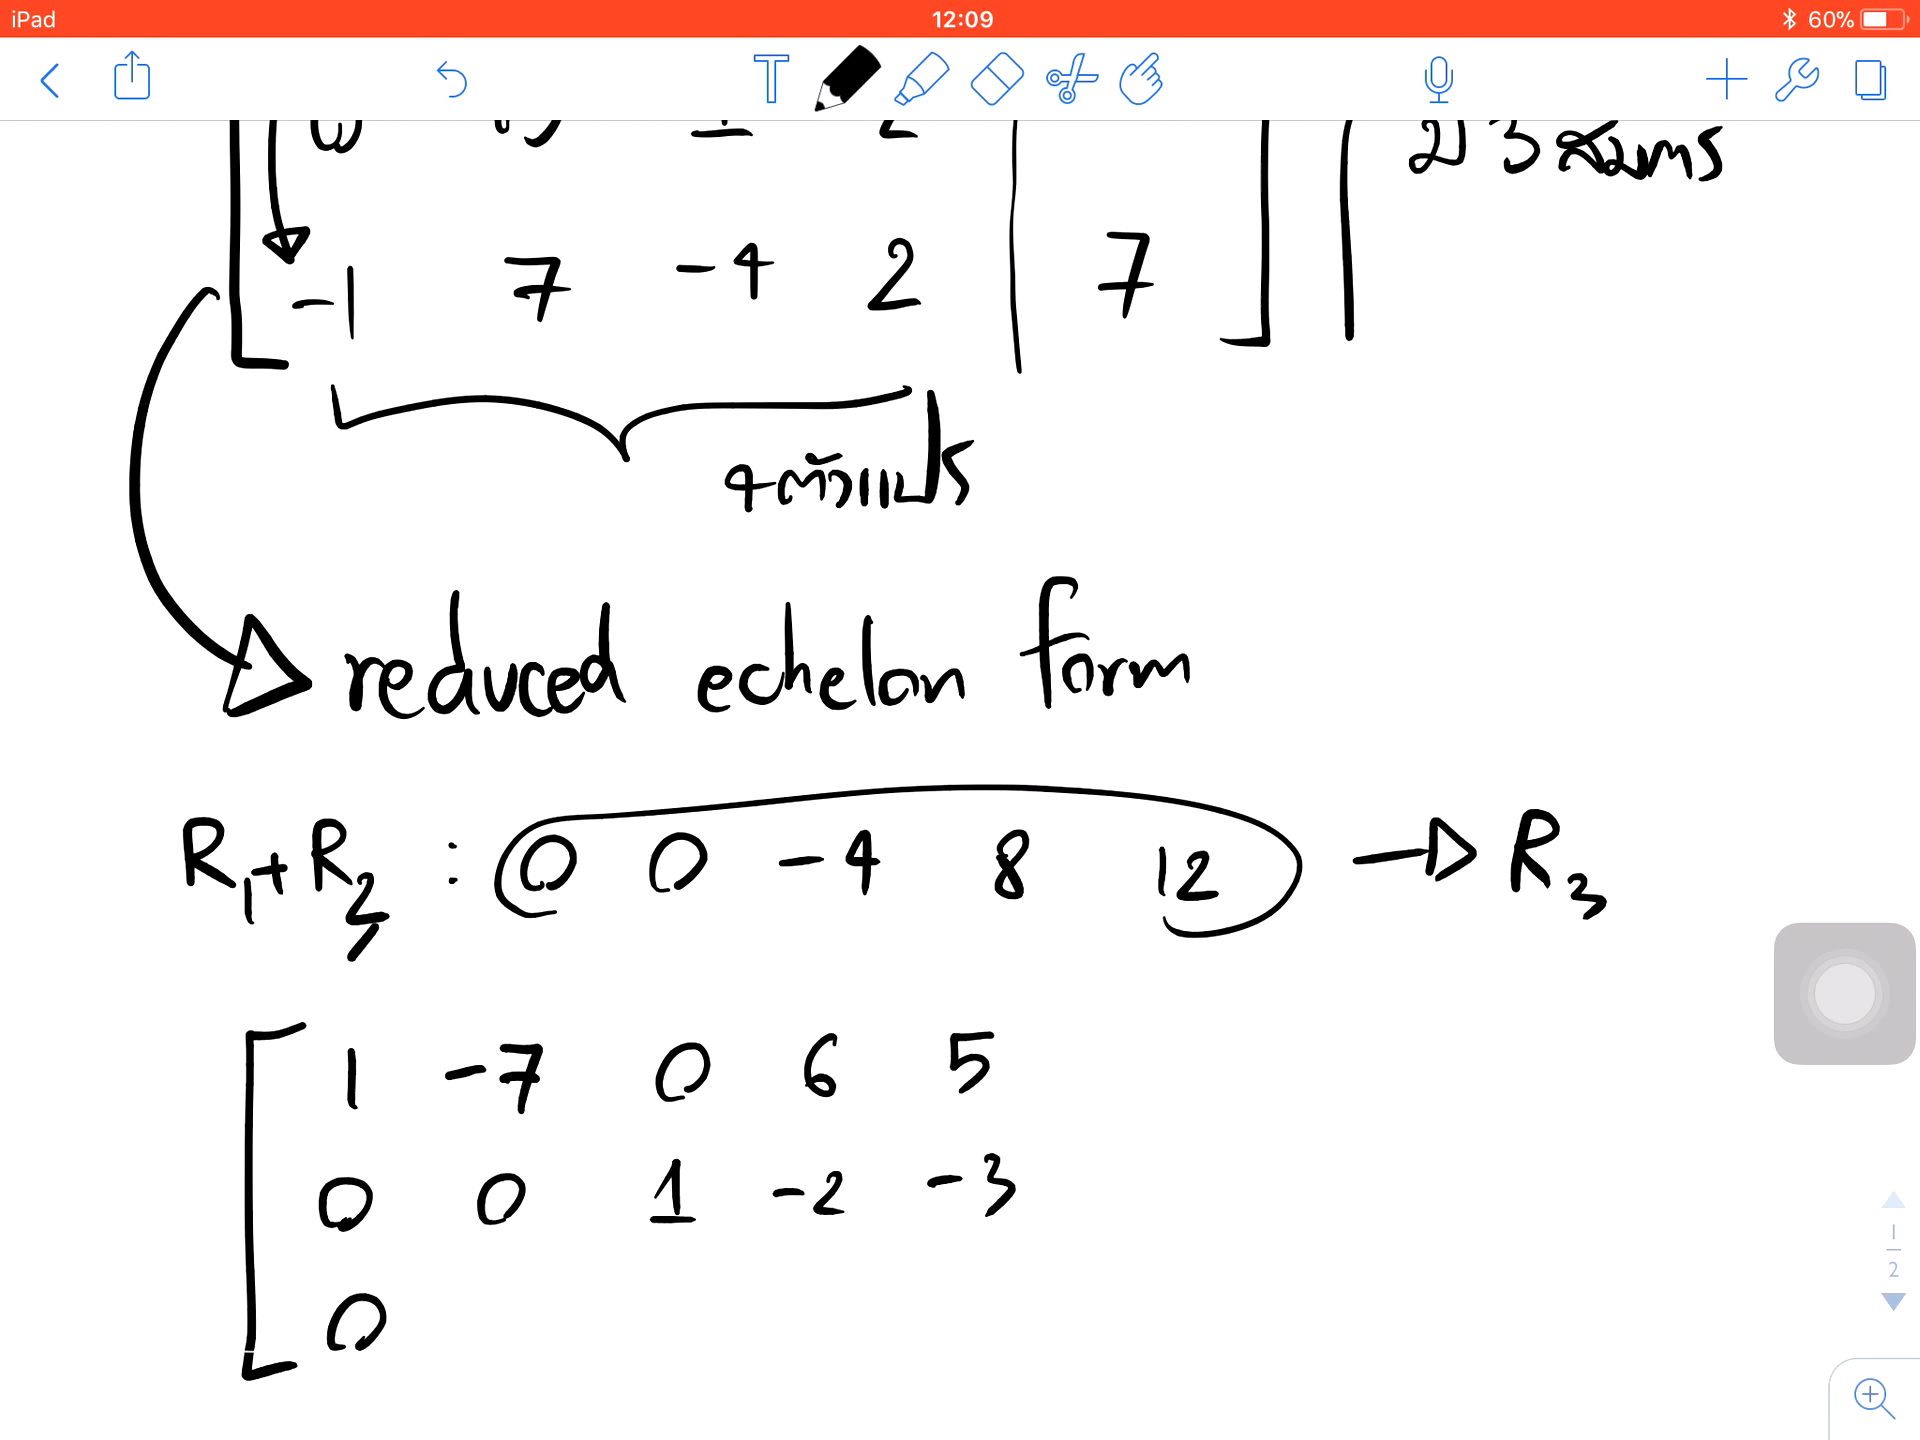 iPad 12:09 60%
T
มี 3 สมการ
-1 7 -4 2 7
4 ตัวแปร
reduced echelon form
R₁+R₃ : 0 0 -4 8 12 → R₃
1 -7 0 6 5
0 0 1 -2 -3
0
1
2